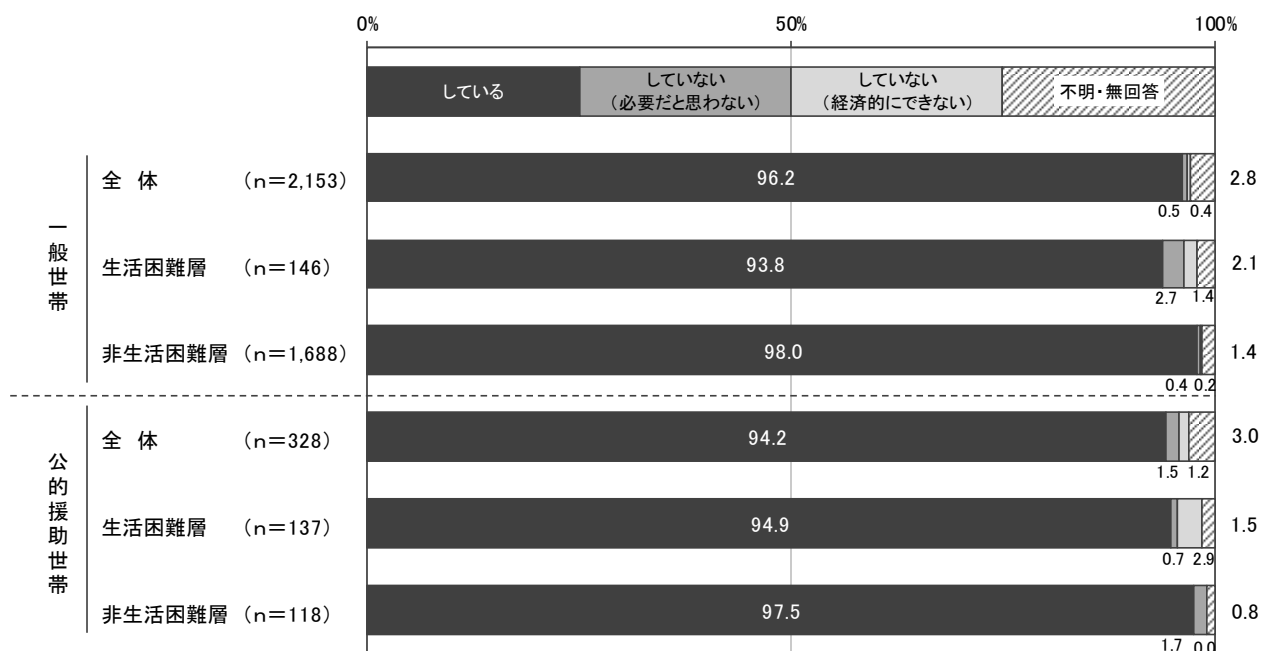 0% 50% 100%
している
していない
(必要だと思わない)
していない
(経済的にできない)
不明・無回答
一般世帯
全 体 (n=2,153) 96.2 2.8
0.5 0.4
生活困難層 (n=146) 93.8 2.1
2.7 1.4
非生活困難層 (n=1,688) 98.0 1.4
0.4 0.2
公的援助世帯
全 体 (n=328) 94.2 3.0
1.5 1.2
生活困難層 (n=137) 94.9 1.5
0.7 2.9
非生活困難層 (n=118) 97.5 0.8
1.7 0.0